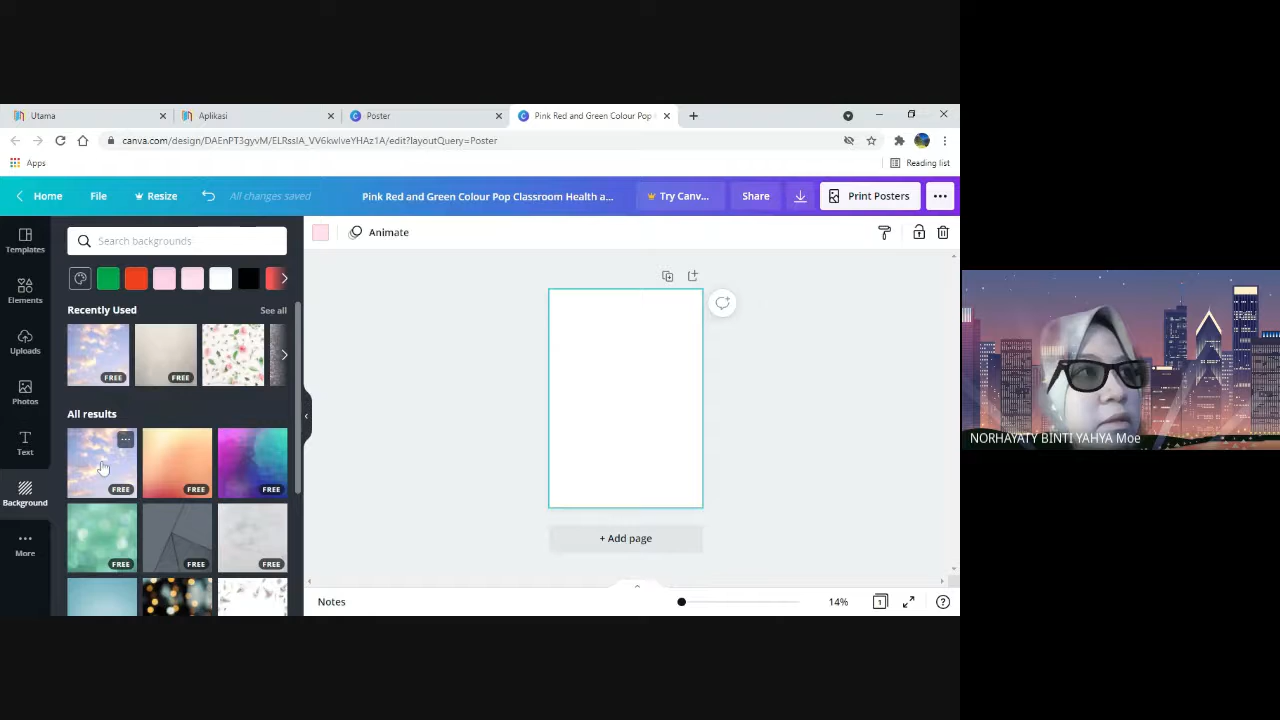 Utama
Aplikasi
Poster
Pink Red and Green Colour Pop
canva.com/design/DAEnPT3gyvM/ELRssIA_VV6kwIveYHAz1A/edit?layoutQuery=Poster
Apps
Reading list
Home
File
Resize
All changes saved
Pink Red and Green Colour Pop Classroom Health a...
Try Canv...
Share
Print Posters
Templates
Elements
Uploads
Photos
Text
Background
More
Search backgrounds
Recently Used
See all
FREE
FREE
All results
FREE
FREE
FREE
FREE
FREE
FREE
Animate
+ Add page
Notes
14%
1
NORHAYATY BINTI YAHYA Moe